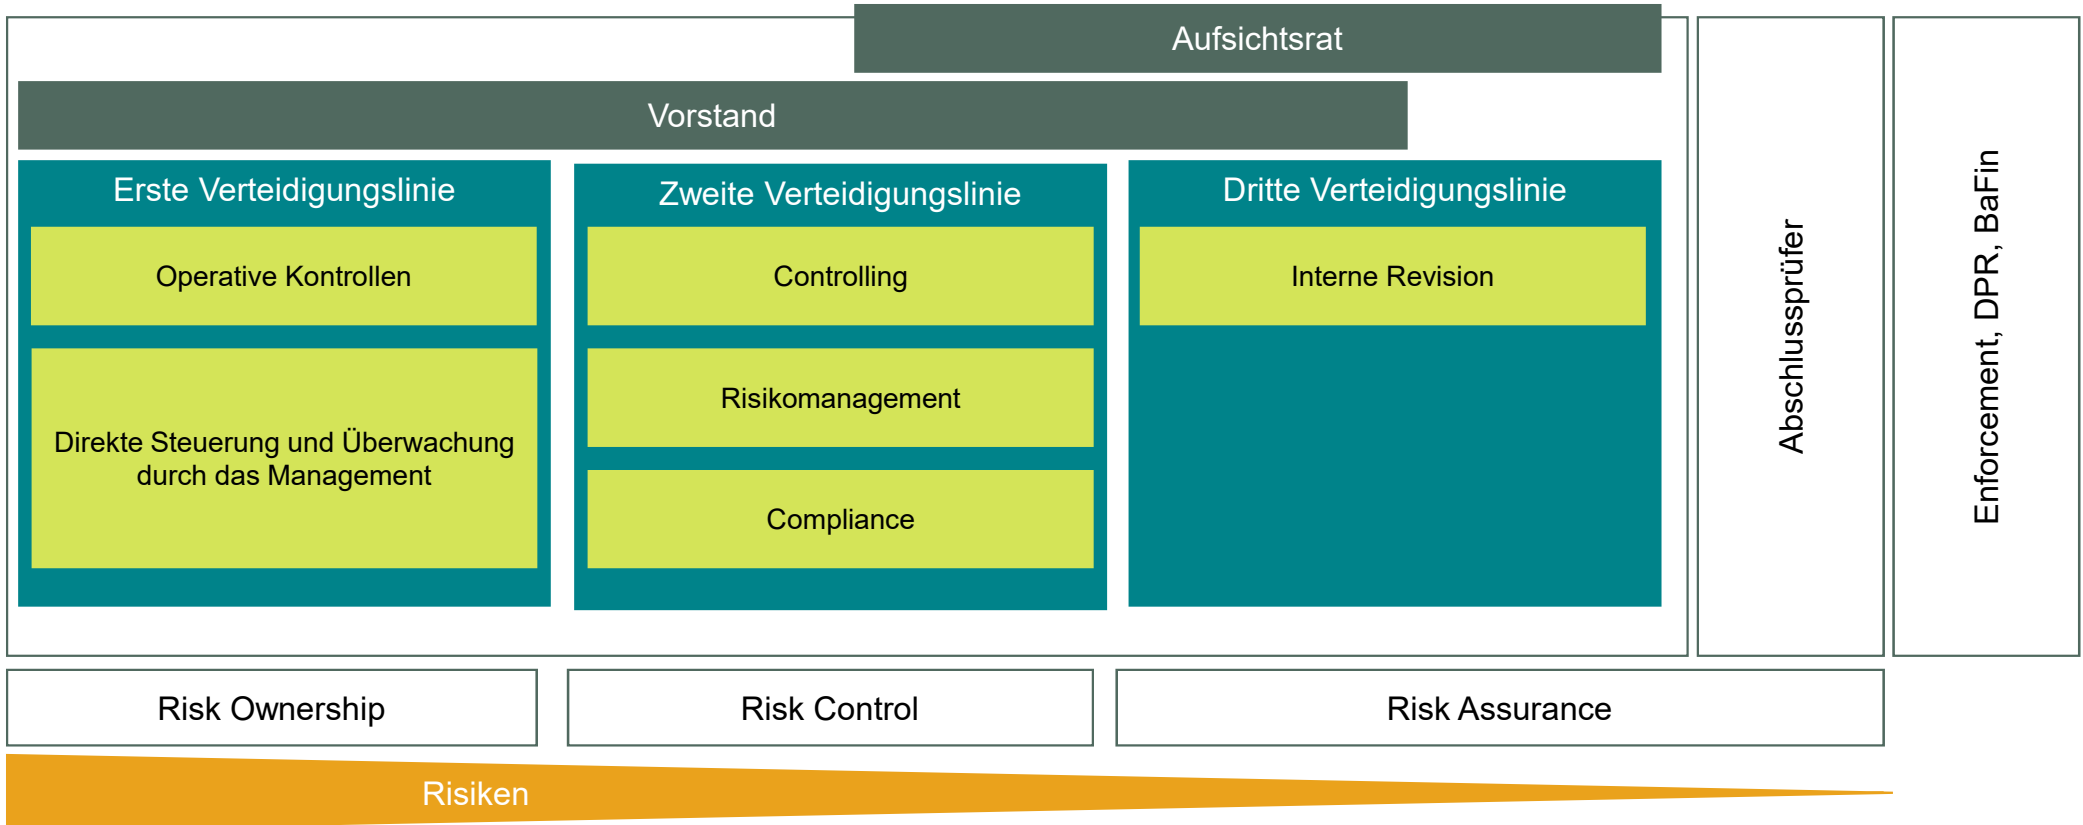 Aufsichtsrat
Vorstand
Erste Verteidigungslinie
Operative Kontrollen
Direkte Steuerung und Überwachung
durch das Management
Zweite Verteidigungslinie
Controlling
Risikomanagement
Compliance
Dritte Verteidigungslinie
Interne Revision
Abschlussprüfer
Enforcement, DPR, BaFin
Risk Ownership
Risk Control
Risk Assurance
Risiken